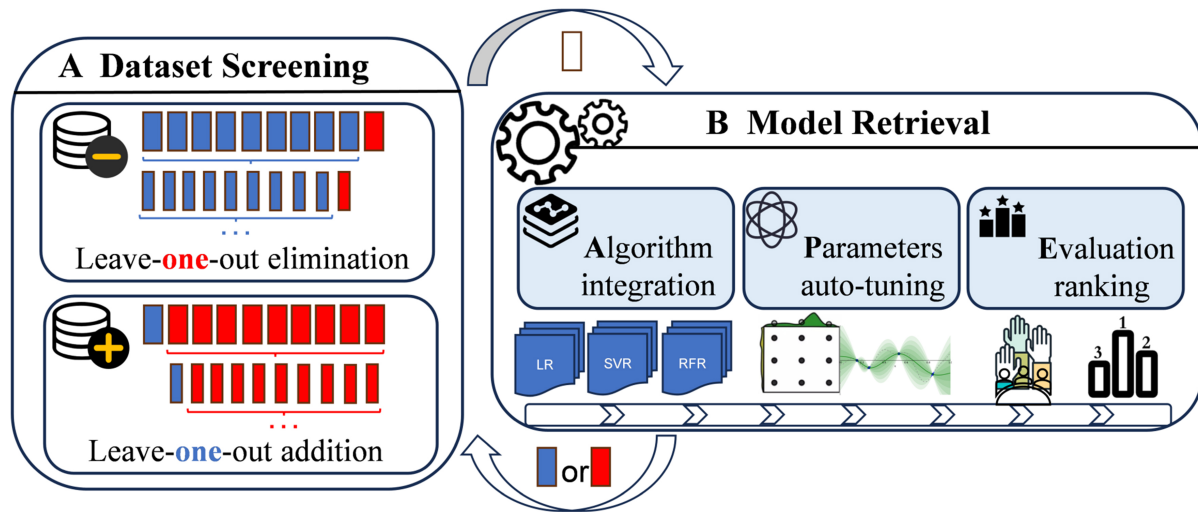 A Dataset Screening
...
Leave-one-out elimination
...
Leave-one-out addition
B Model Retrieval
Algorithm
integration
Parameters
auto-tuning
Evaluation
ranking
LR
SVR
RFR
1
3
2
or